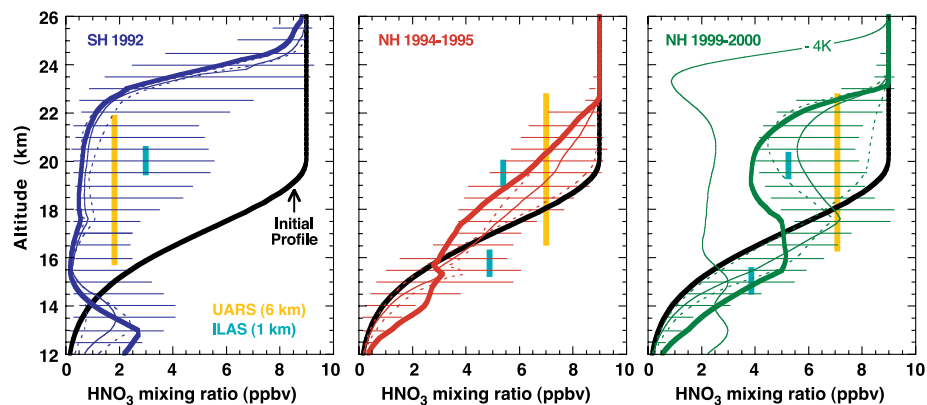 26
24
22
20
18
16
14
12
Altitude (km)
SH 1992
Initial
Profile
UARS (6 km)
ILAS (1 km)
0 2 4 6 8 10
HNO3 mixing ratio (ppbv)
NH 1994-1995
0 2 4 6 8 10
HNO3 mixing ratio (ppbv)
NH 1999-2000
- 4K
0 2 4 6 8 10
HNO3 mixing ratio (ppbv)